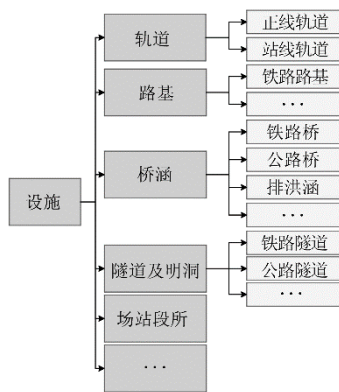 设施
轨道
正线轨道
站线轨道
路基
铁路路基
...
桥涵
铁路桥
公路桥
排洪涵
...
隧道及明洞
铁路隧道
公路隧道
...
场站段所
...